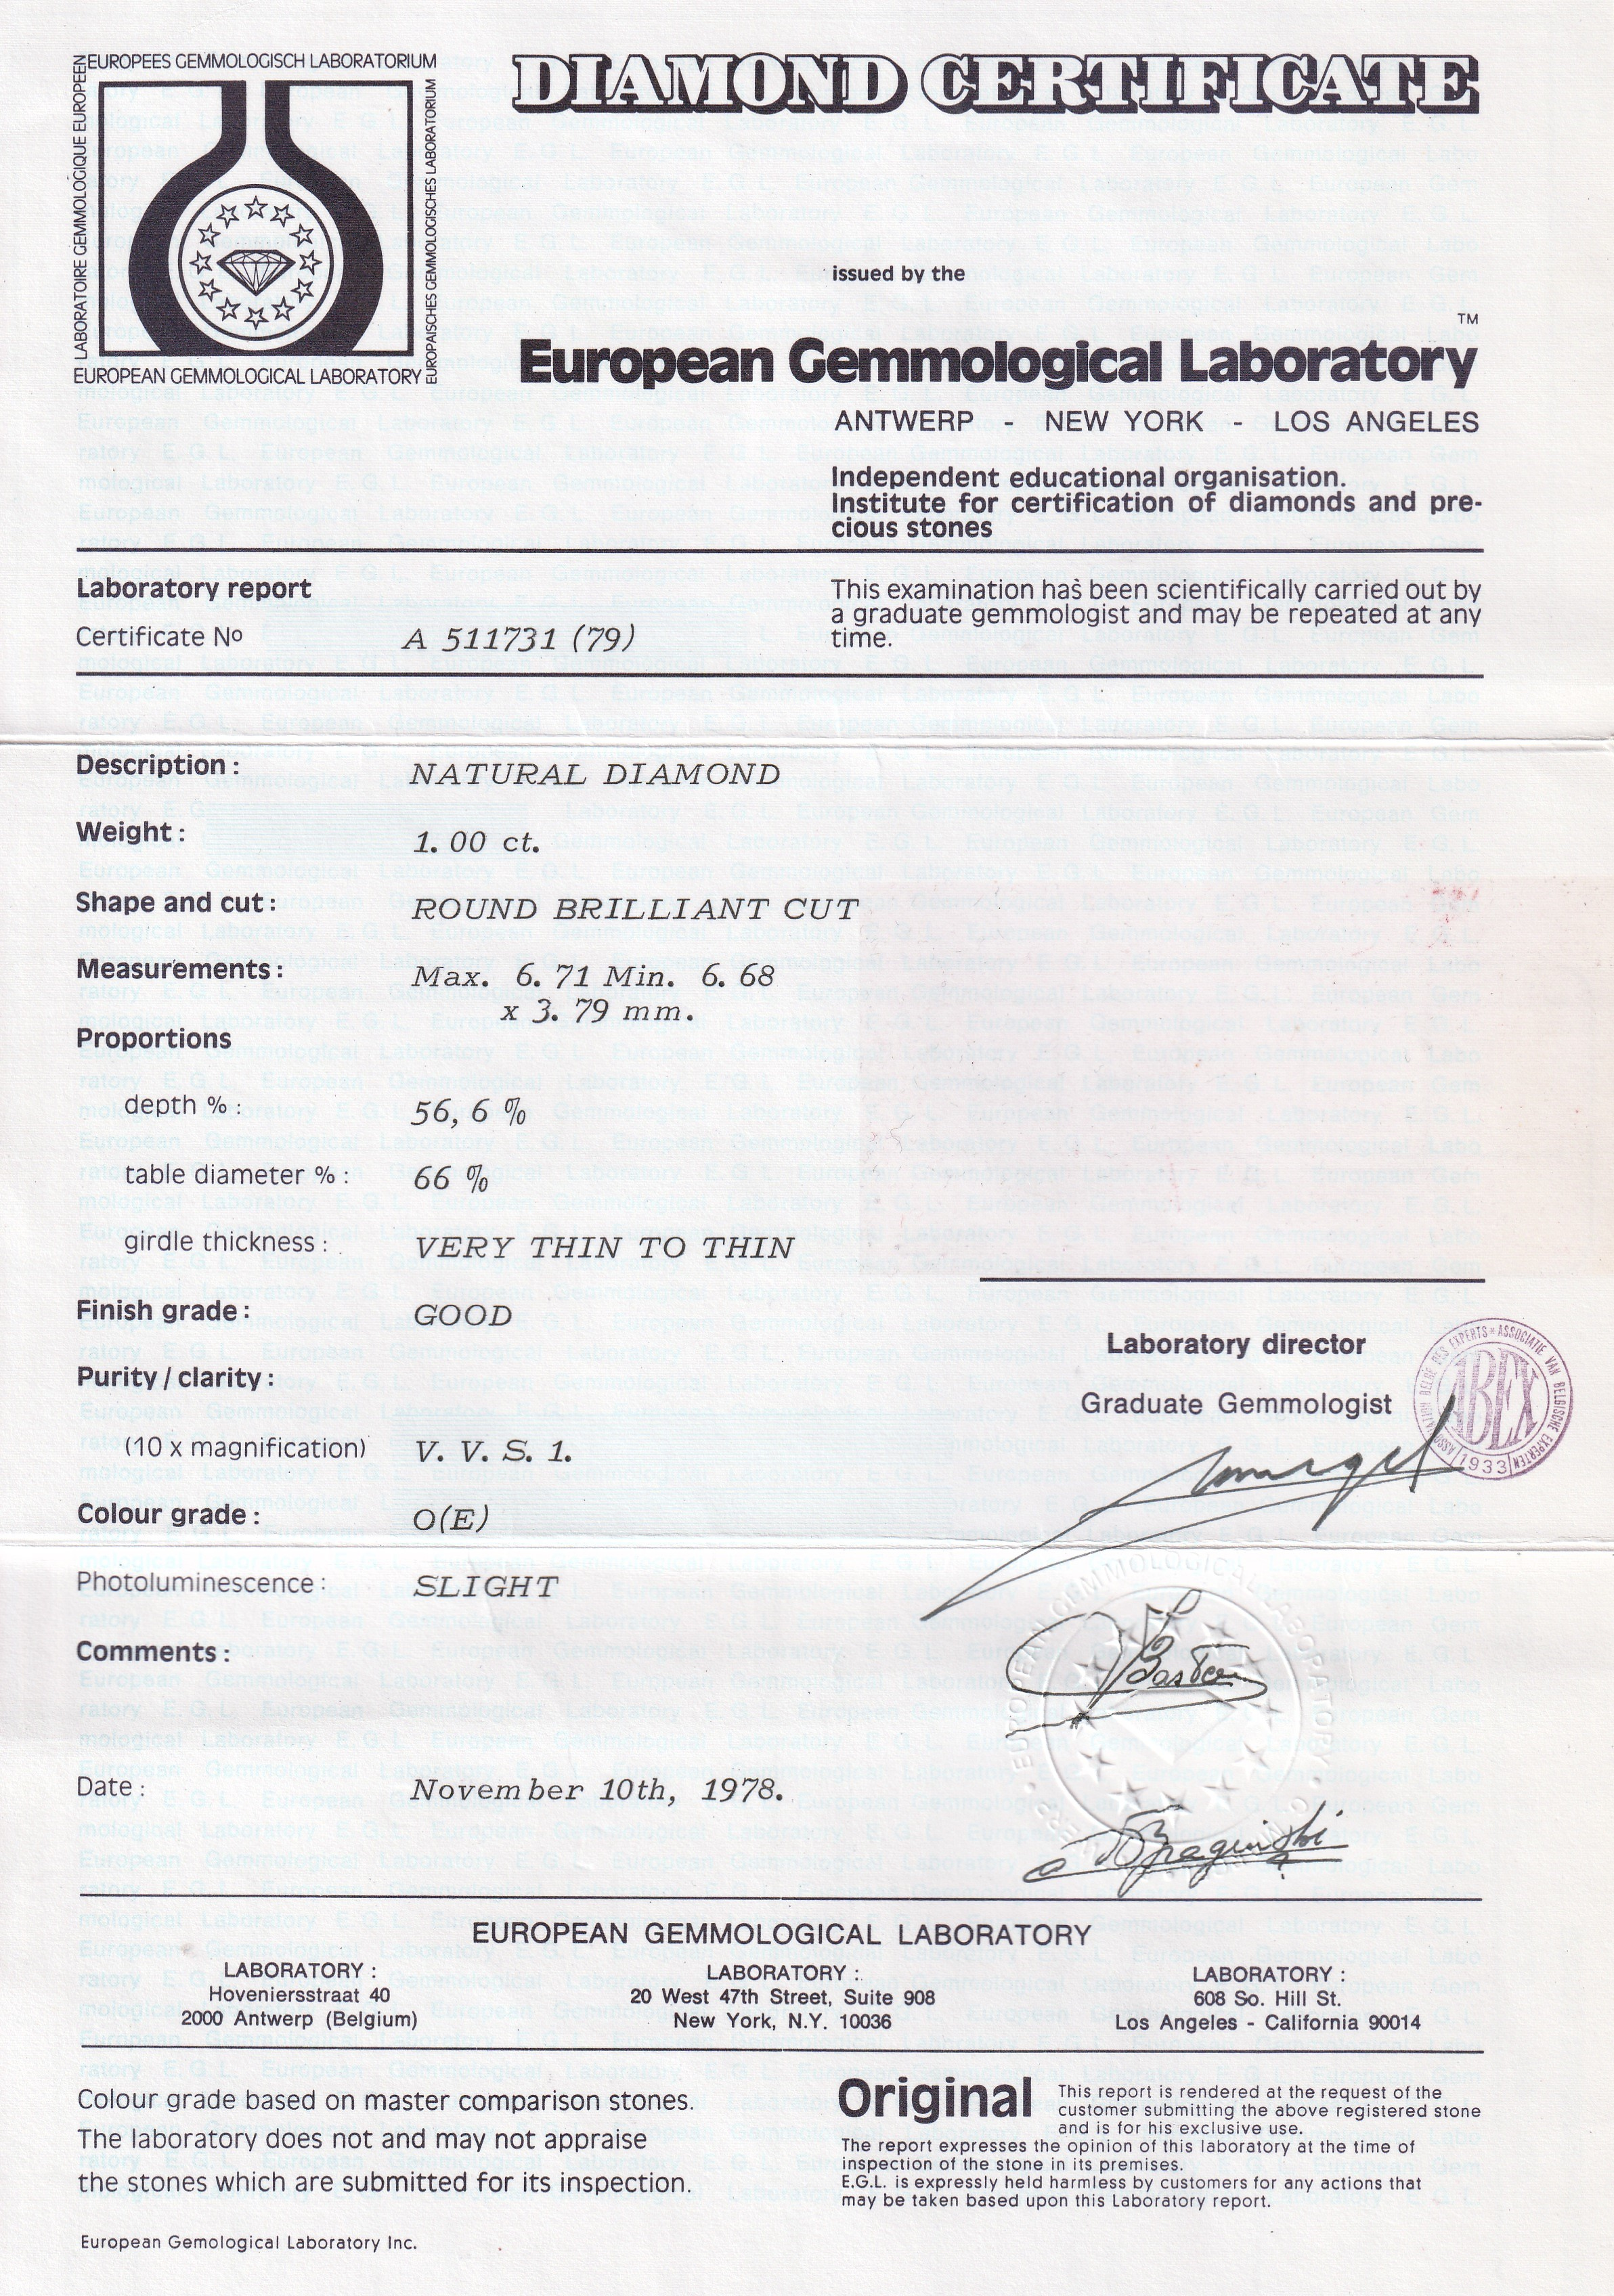 EUROPEES GEMMOLOGISCH LABORATORIUM
LABORATOIRE GEMMOLOGIQUE EUROPEEN
EUROPAISCHES GEMMOLOGISCHES LABORATORIUM
EUROPEAN GEMMOLOGICAL LABORATORY
DIAMOND CERTIFICATE
issued by the
TM
European Gemmological Laboratory
ANTWERP - NEW YORK - LOS ANGELES
Independent educational organisation.
Institute for certification of diamonds and pre-
cious stones
Laboratory report
Certificate No A 511731 (79)
This examination has been scientifically carried out by
a graduate gemmologist and may be repeated at any
time.
Description: NATURAL DIAMOND
Weight: 1.00 ct.
Shape and cut: ROUND BRILLIANT CUT
Measurements: Max. 6.71 Min. 6.68
x 3.79 mm.
Proportions
depth %: 56,6 %
table diameter %: 66 %
girdle thickness: VERY THIN TO THIN
Finish grade: GOOD
Laboratory director
Purity / clarity:
Graduate Gemmologist
ASSOCIATION BELGE DES EXPERTS * ASSOCIATIE VAN BELGISCHE EXPERTEN
ABEX
1933
(10 x magnification) V.V.S.1.
Colour grade: O(E)
Photoluminescence: SLIGHT
Comments:
Date: November 10th, 1978.
EUROPEAN GEMMOLOGICAL LABORATORY
LABORATORY:
Hoveniersstraat 40
2000 Antwerp (Belgium)
LABORATORY:
20 West 47th Street, Suite 908
New York, N.Y. 10036
LABORATORY:
608 So. Hill St.
Los Angeles - California 90014
Colour grade based on master comparison stones.
The laboratory does not and may not appraise
the stones which are submitted for its inspection.
Original
This report is rendered at the request of the
customer submitting the above registered stone
and is for his exclusive use.
The report expresses the opinion of this laboratory at the time of
inspection of the stone in its premises.
E.G.L. is expressly held harmless by customers for any actions that
may be taken based upon this Laboratory report.
European Gemological Laboratory Inc.